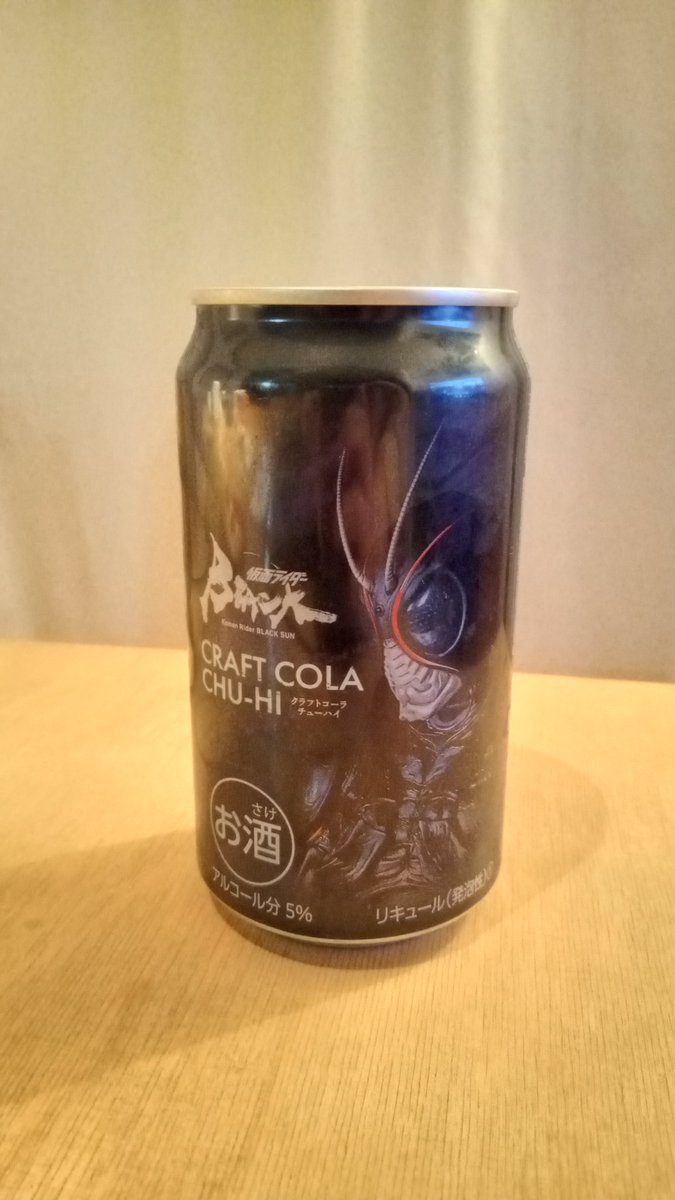 仮面ライダー
BLACK SUN
Kamen Rider BLACK SUN
CRAFT COLA
CHU-HI
クラフトコーラ
チューハイ
さけ
お酒
アルコール分 5%
リキュール(発泡性)①